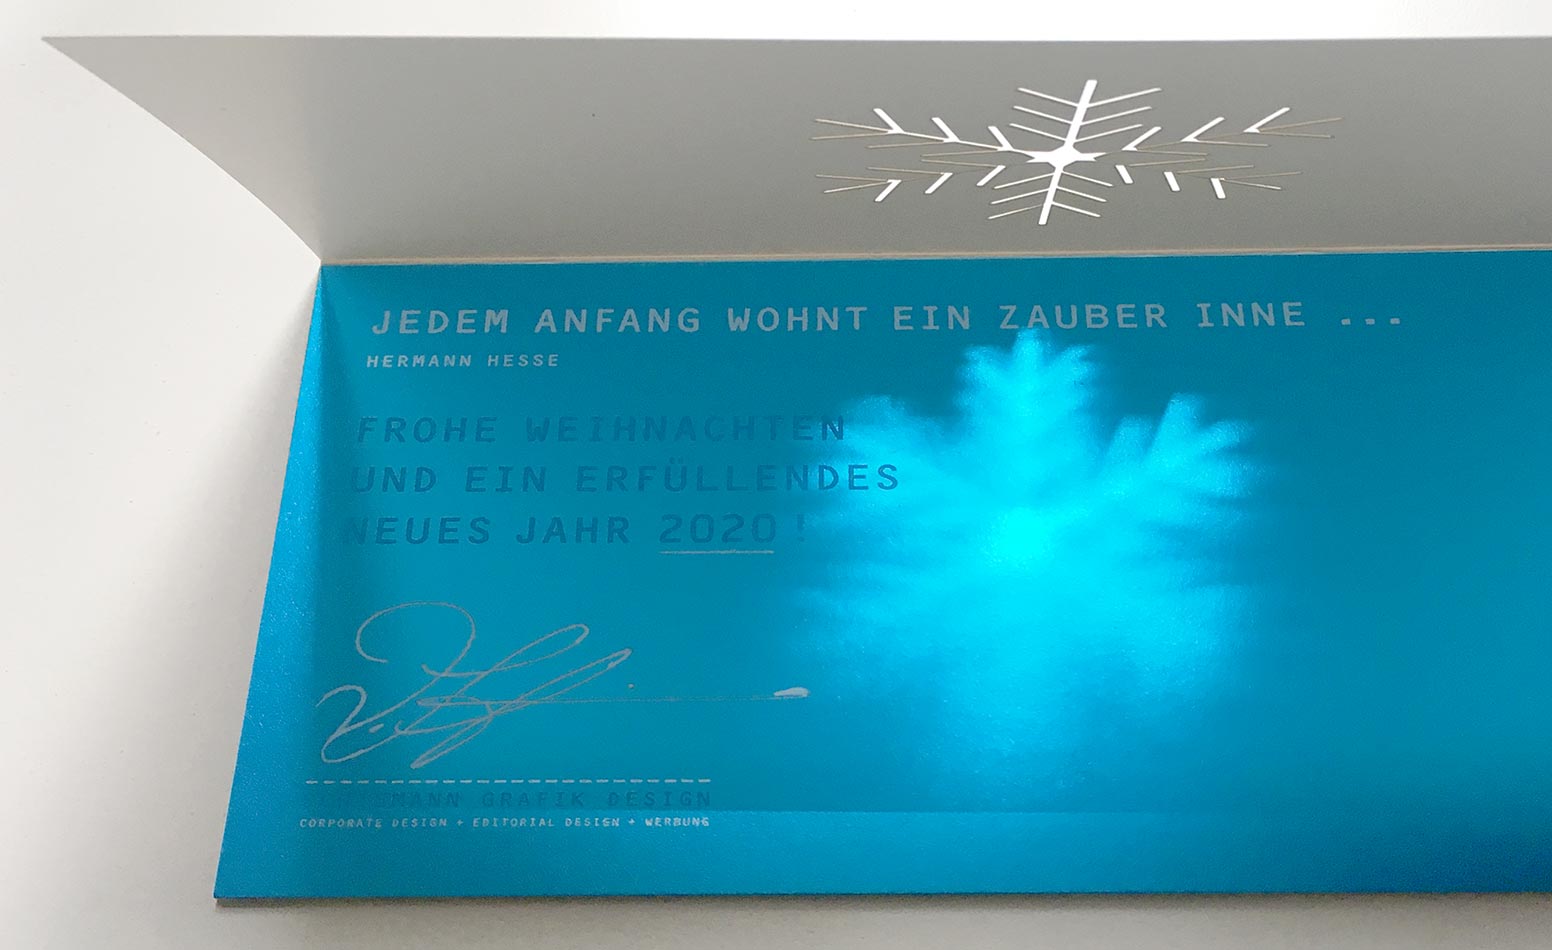 JEDEM ANFANG WOHNT EIN ZAUBER INNE ...
HERMANN HESSE
FROHE WEIHNACHTEN
UND EIN ERFÜLLENDES
NEUES JAHR 2020 !
GRAFIK DESIGN
CORPORATE DESIGN + EDITORIAL DESIGN + WERBUNG